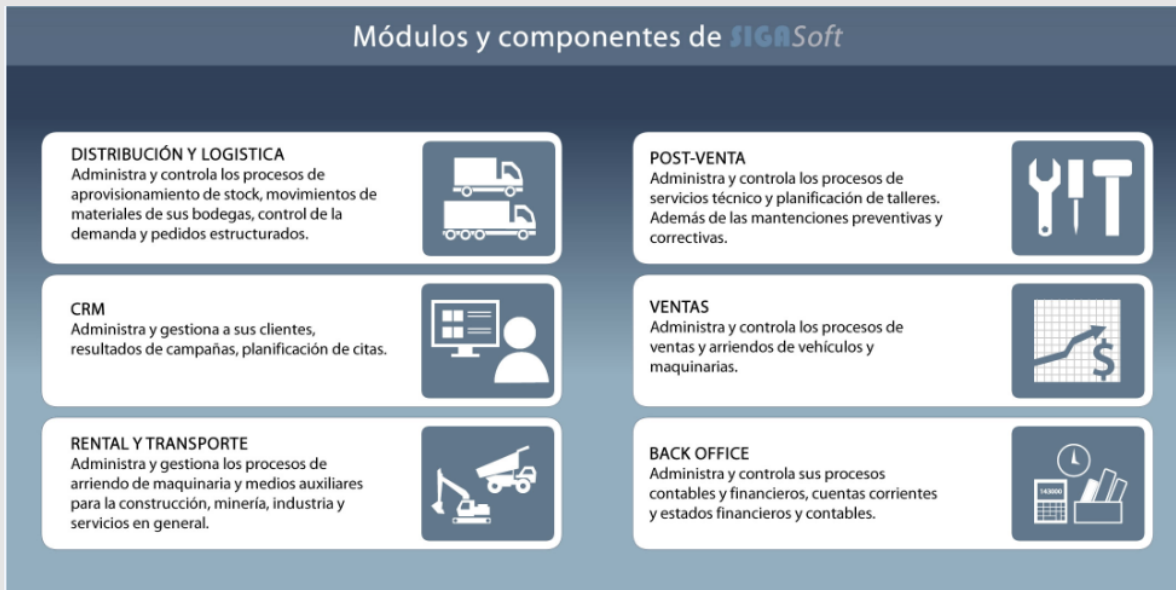 Módulos y componentes de SIGASoft
DISTRIBUCIÓN Y LOGISTICA
Administra y controla los procesos de
aprovisionamiento de stock, movimientos de
materiales de sus bodegas, control de la
demanda y pedidos estructurados.
CRM
Administra y gestiona a sus clientes,
resultados de campañas, planificación de citas.
RENTAL Y TRANSPORTE
Administra y gestiona los procesos de
arriendo de maquinaria y medios auxiliares
para la construcción, minería, industria y
servicios en general.
POST-VENTA
Administra y controla los procesos de
servicios técnico y planificación de talleres.
Además de las mantenciones preventivas y
correctivas.
VENTAS
Administra y controla los procesos de
ventas y arriendos de vehículos y
maquinarias.
$
BACK OFFICE
Administra y controla sus procesos
contables y financieros, cuentas corrientes
y estados financieros y contables.
143000